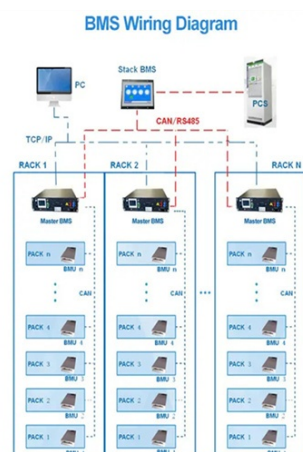 BMS Wiring Diagram
Stack BMS
PC
PCS
CAN/RS485
TCP/IP
RACK 1 RACK 2 RACK N
Master BMS Master BMS Master BMS
PACK n PACK n PACK n
BMU n BMU n BMU n
CAN CAN CAN
PACK 4 PACK 4 PACK 4
BMU 4 BMU 4 BMU 4
PACK 3 PACK 3 PACK 3
BMU 3 BMU 3 BMU 3
PACK 2 PACK 2 PACK 2
BMU 2 BMU 2 BMU 2
PACK 1 PACK 1 PACK 1